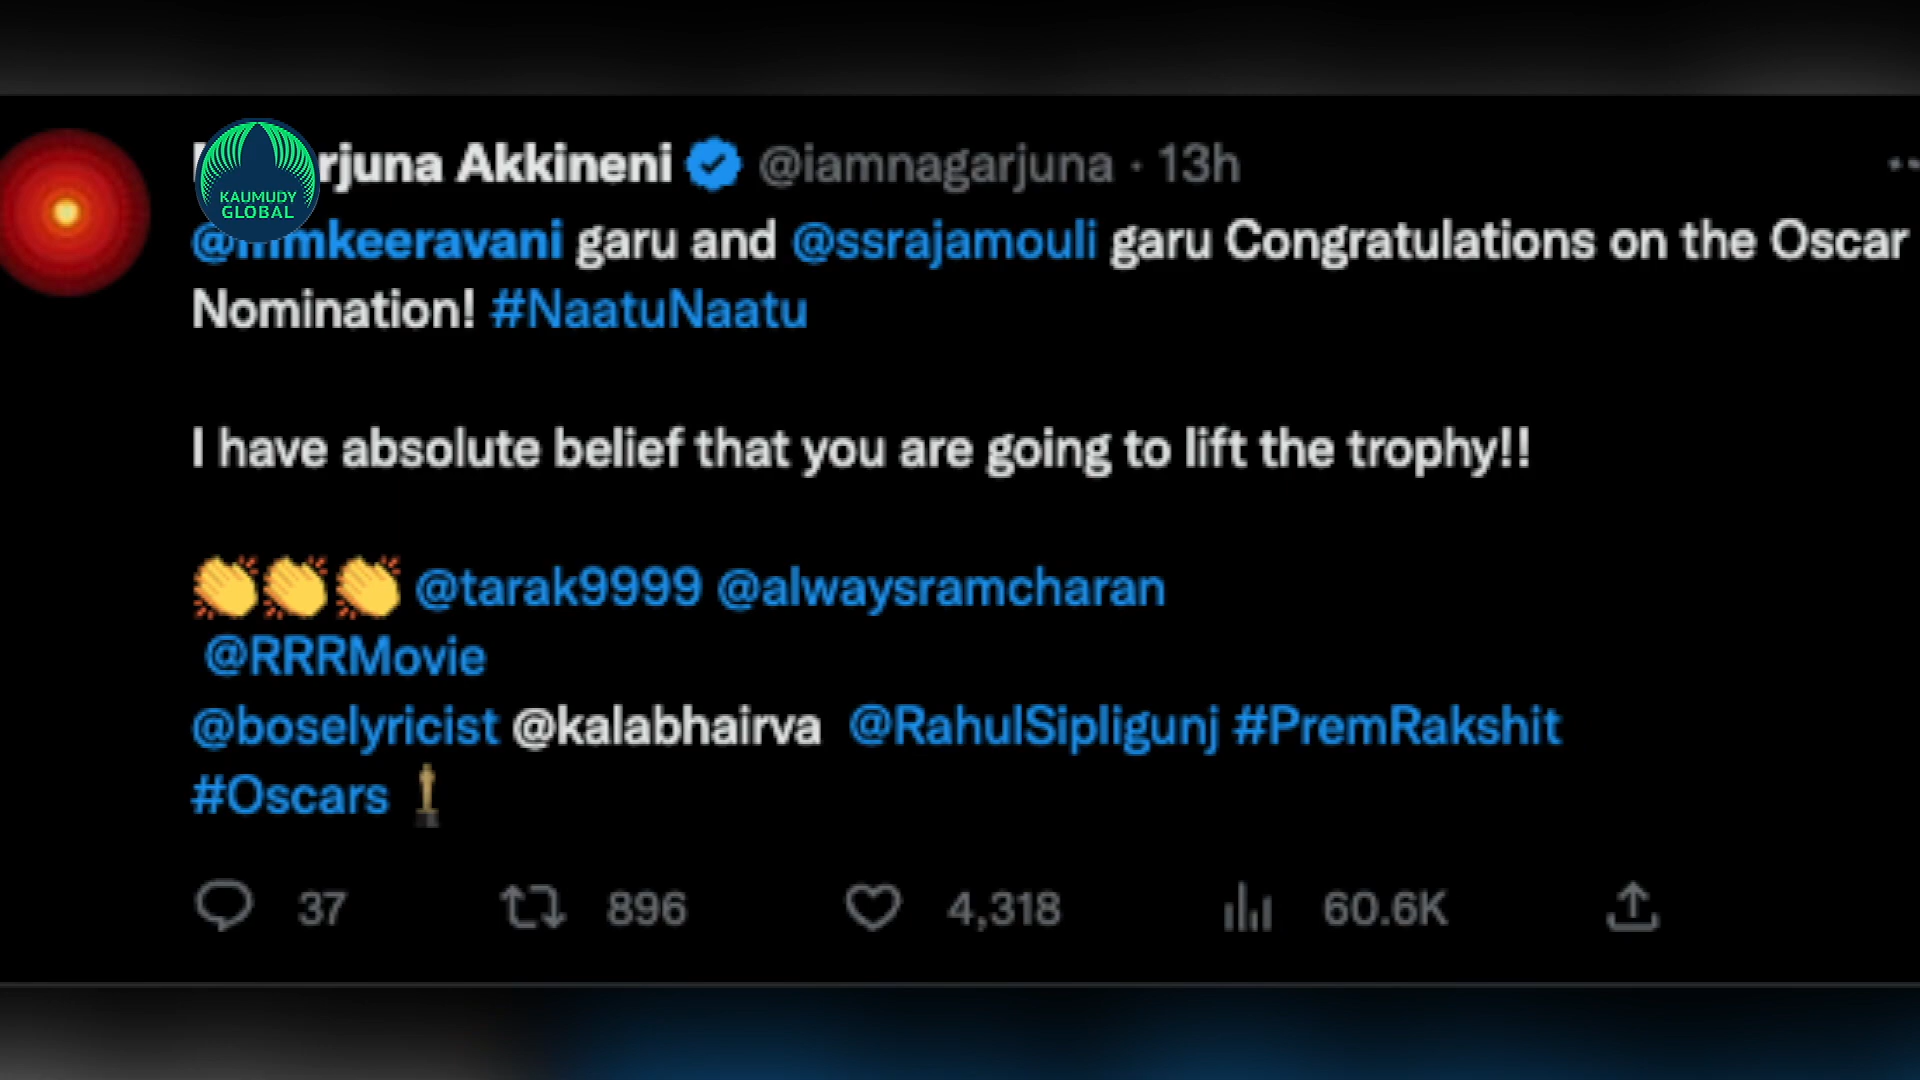 KAUMUDY
GLOBAL
Akkineni @iamnagarjuna · 13h
garu and @ssrajamouli garu Congratulations on the Oscar
Nomination! #NaatuNaatu
I have absolute belief that you are going to lift the trophy!!
👏👏👏 @tarak9999 @alwaysramcharan
@RRRMovie
@boselyricist @kalabhairva @RahulSipligunj #PremRakshit
#Oscars
37 896 4,318 60.6K